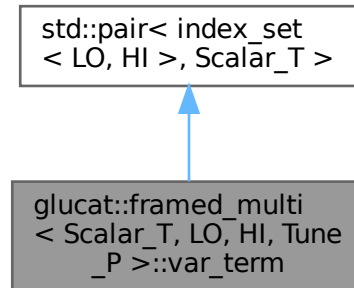 std::pair< index_set
< LO, HI >, Scalar_T >
glucat::framed_multi
< Scalar_T, LO, HI, Tune
_P >::var_term